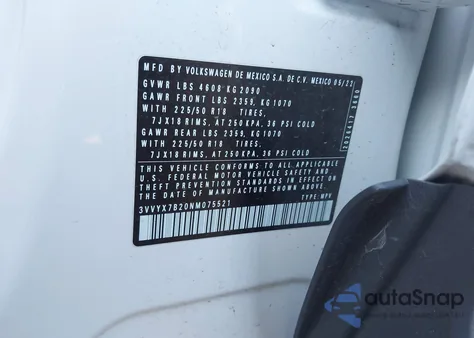 MFD BY VOLKSWAGEN DE MEXICO S.A. DE C.V. MEXICO 05/22
GVWR LBS 4608 KG 2090
GAWR FRONT LBS 2359, KG 1070
WITH 225/50 R18 TIRES,
7JX18 RIMS, AT 250 KPA, 36 PSI COLD
GAWR REAR LBS 2359, KG 1070
WITH 225/50 R18 TIRES,
7JX18 RIMS, AT 250 KPA, 36 PSI COLD
THIS VEHICLE CONFORMS TO ALL APPLICABLE
U.S. FEDERAL MOTOR VEHICLE SAFETY AND
THEFT PREVENTION STANDARDS IN EFFECT ON
THE DATE OF MANUFACTURE SHOWN ABOVE.
3VVYX7B20NM075521 TYPE: MPV
autoSnap